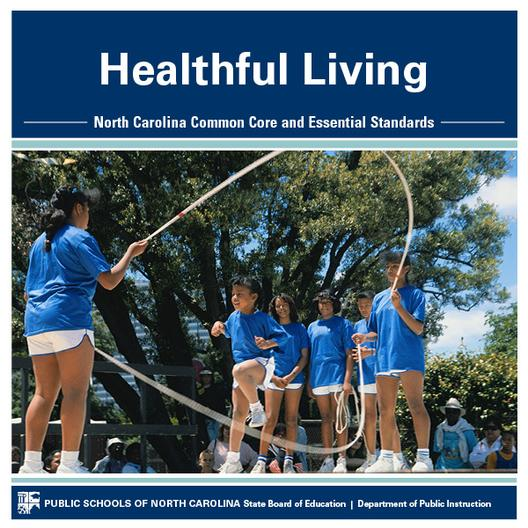 Healthful Living
North Carolina Common Core and Essential Standards
PUBLIC SCHOOLS OF NORTH CAROLINA State Board of Education | Department of Public Instruction